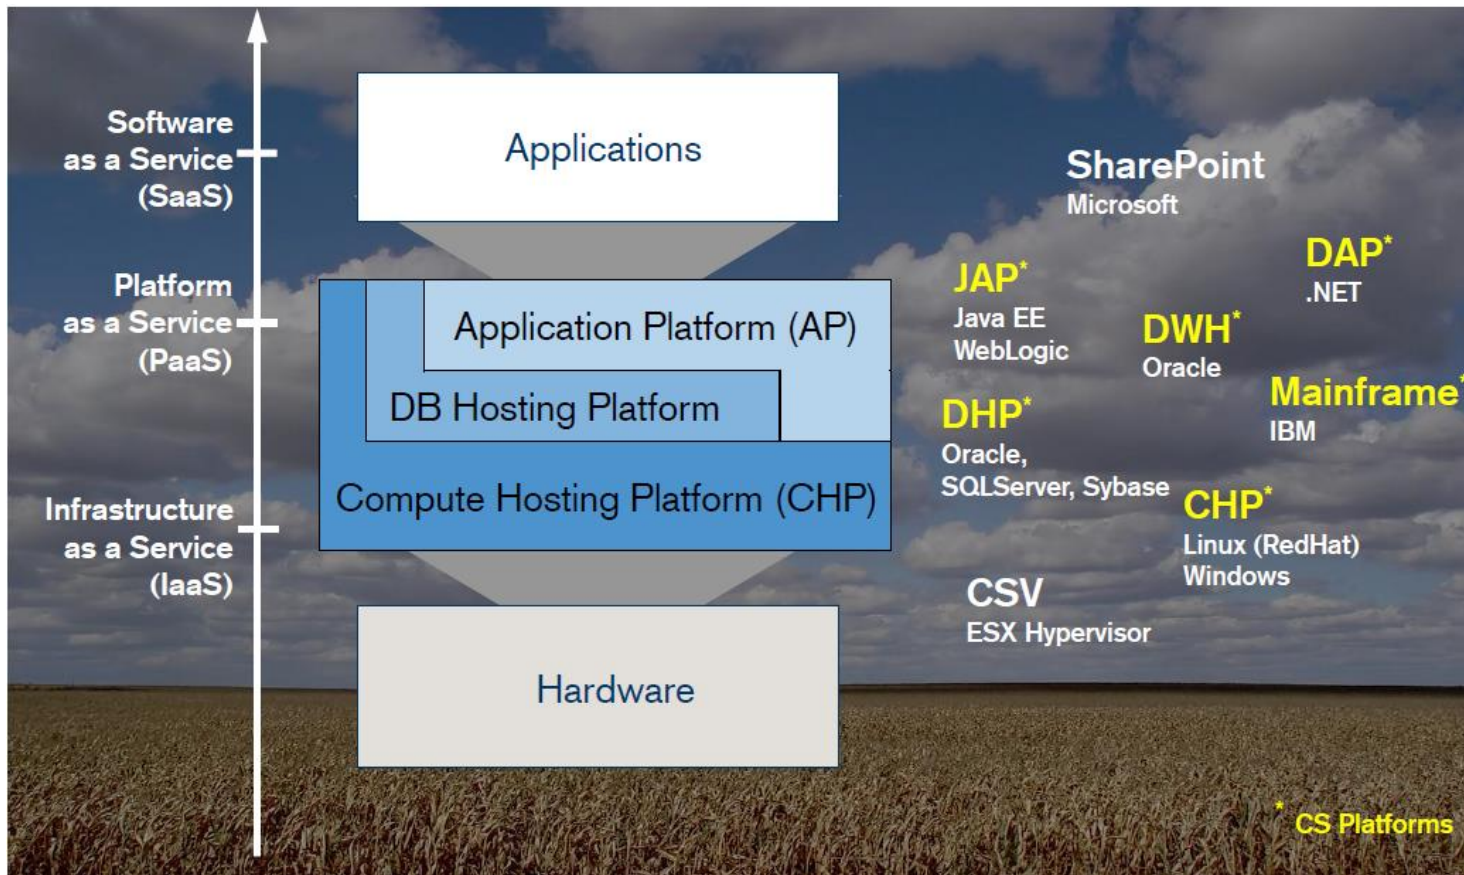 Software
as a Service
(SaaS)
Platform
as a Service
(PaaS)
Infrastructure
as a Service
(IaaS)
Applications
Application Platform (AP)
DB Hosting Platform
Compute Hosting Platform (CHP)
Hardware
SharePoint
Microsoft
DAP*
.NET
JAP*
Java EE
WebLogic
DWH*
Oracle
Mainframe*
IBM
DHP*
Oracle,
SQLServer, Sybase
CHP*
Linux (RedHat)
Windows
CSV
ESX Hypervisor
* CS Platforms